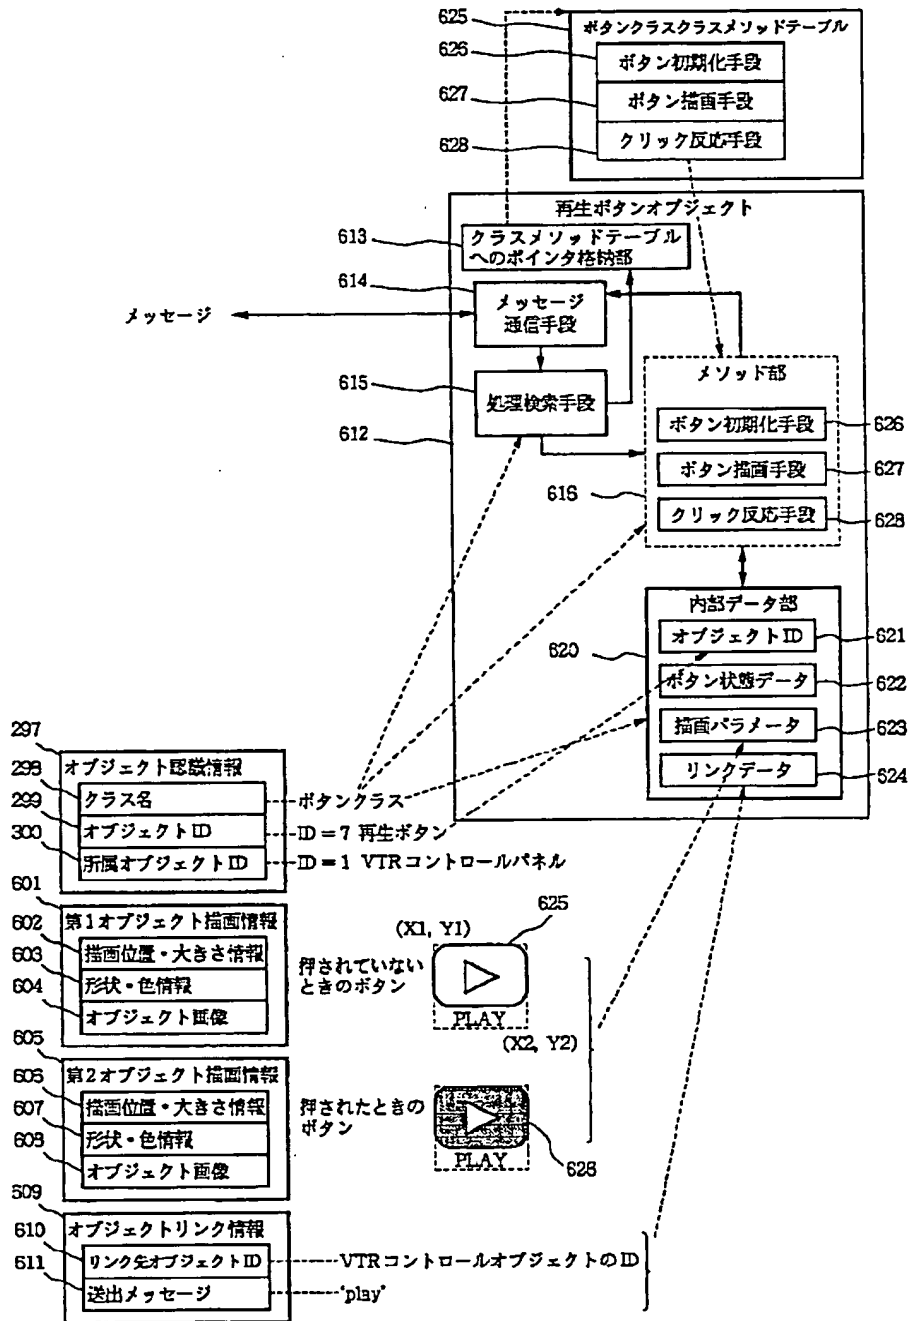 625
ボタンクラスクラスメソッドテーブル
626
ボタン初期化手段
627
ボタン描画手段
628
クリック反応手段
再生ボタンオブジェクト
613
クラスメソッドテーブル
へのポインタ格納部
614
メッセージ
通信手段
メッセージ
615
処理検索手段
612
メソッド部
ボタン初期化手段
626
ボタン描画手段
627
616
クリック反応手段
628
内部データ部
オブジェクトID
621
620
ボタン状態データ
622
描画パラメータ
623
リンクデータ
624
297
オブジェクト認識情報
298
クラス名
ボタンクラス
299
オブジェクトID
ID=7 再生ボタン
300
所属オブジェクトID
ID=1 VTRコントロールパネル
601
第1オブジェクト描画情報
602
描画位置・大きさ情報
603
形状・色情報
604
オブジェクト画像
押されていない
ときのボタン
(X1, Y1)
625
PLAY
(X2, Y2)
605
第2オブジェクト描画情報
606
描画位置・大きさ情報
607
形状・色情報
608
オブジェクト画像
押されたときの
ボタン
PLAY
626
609
オブジェクトリンク情報
610
リンク先オブジェクトID
VTRコントロールオブジェクトのID
611
送出メッセージ
"play"